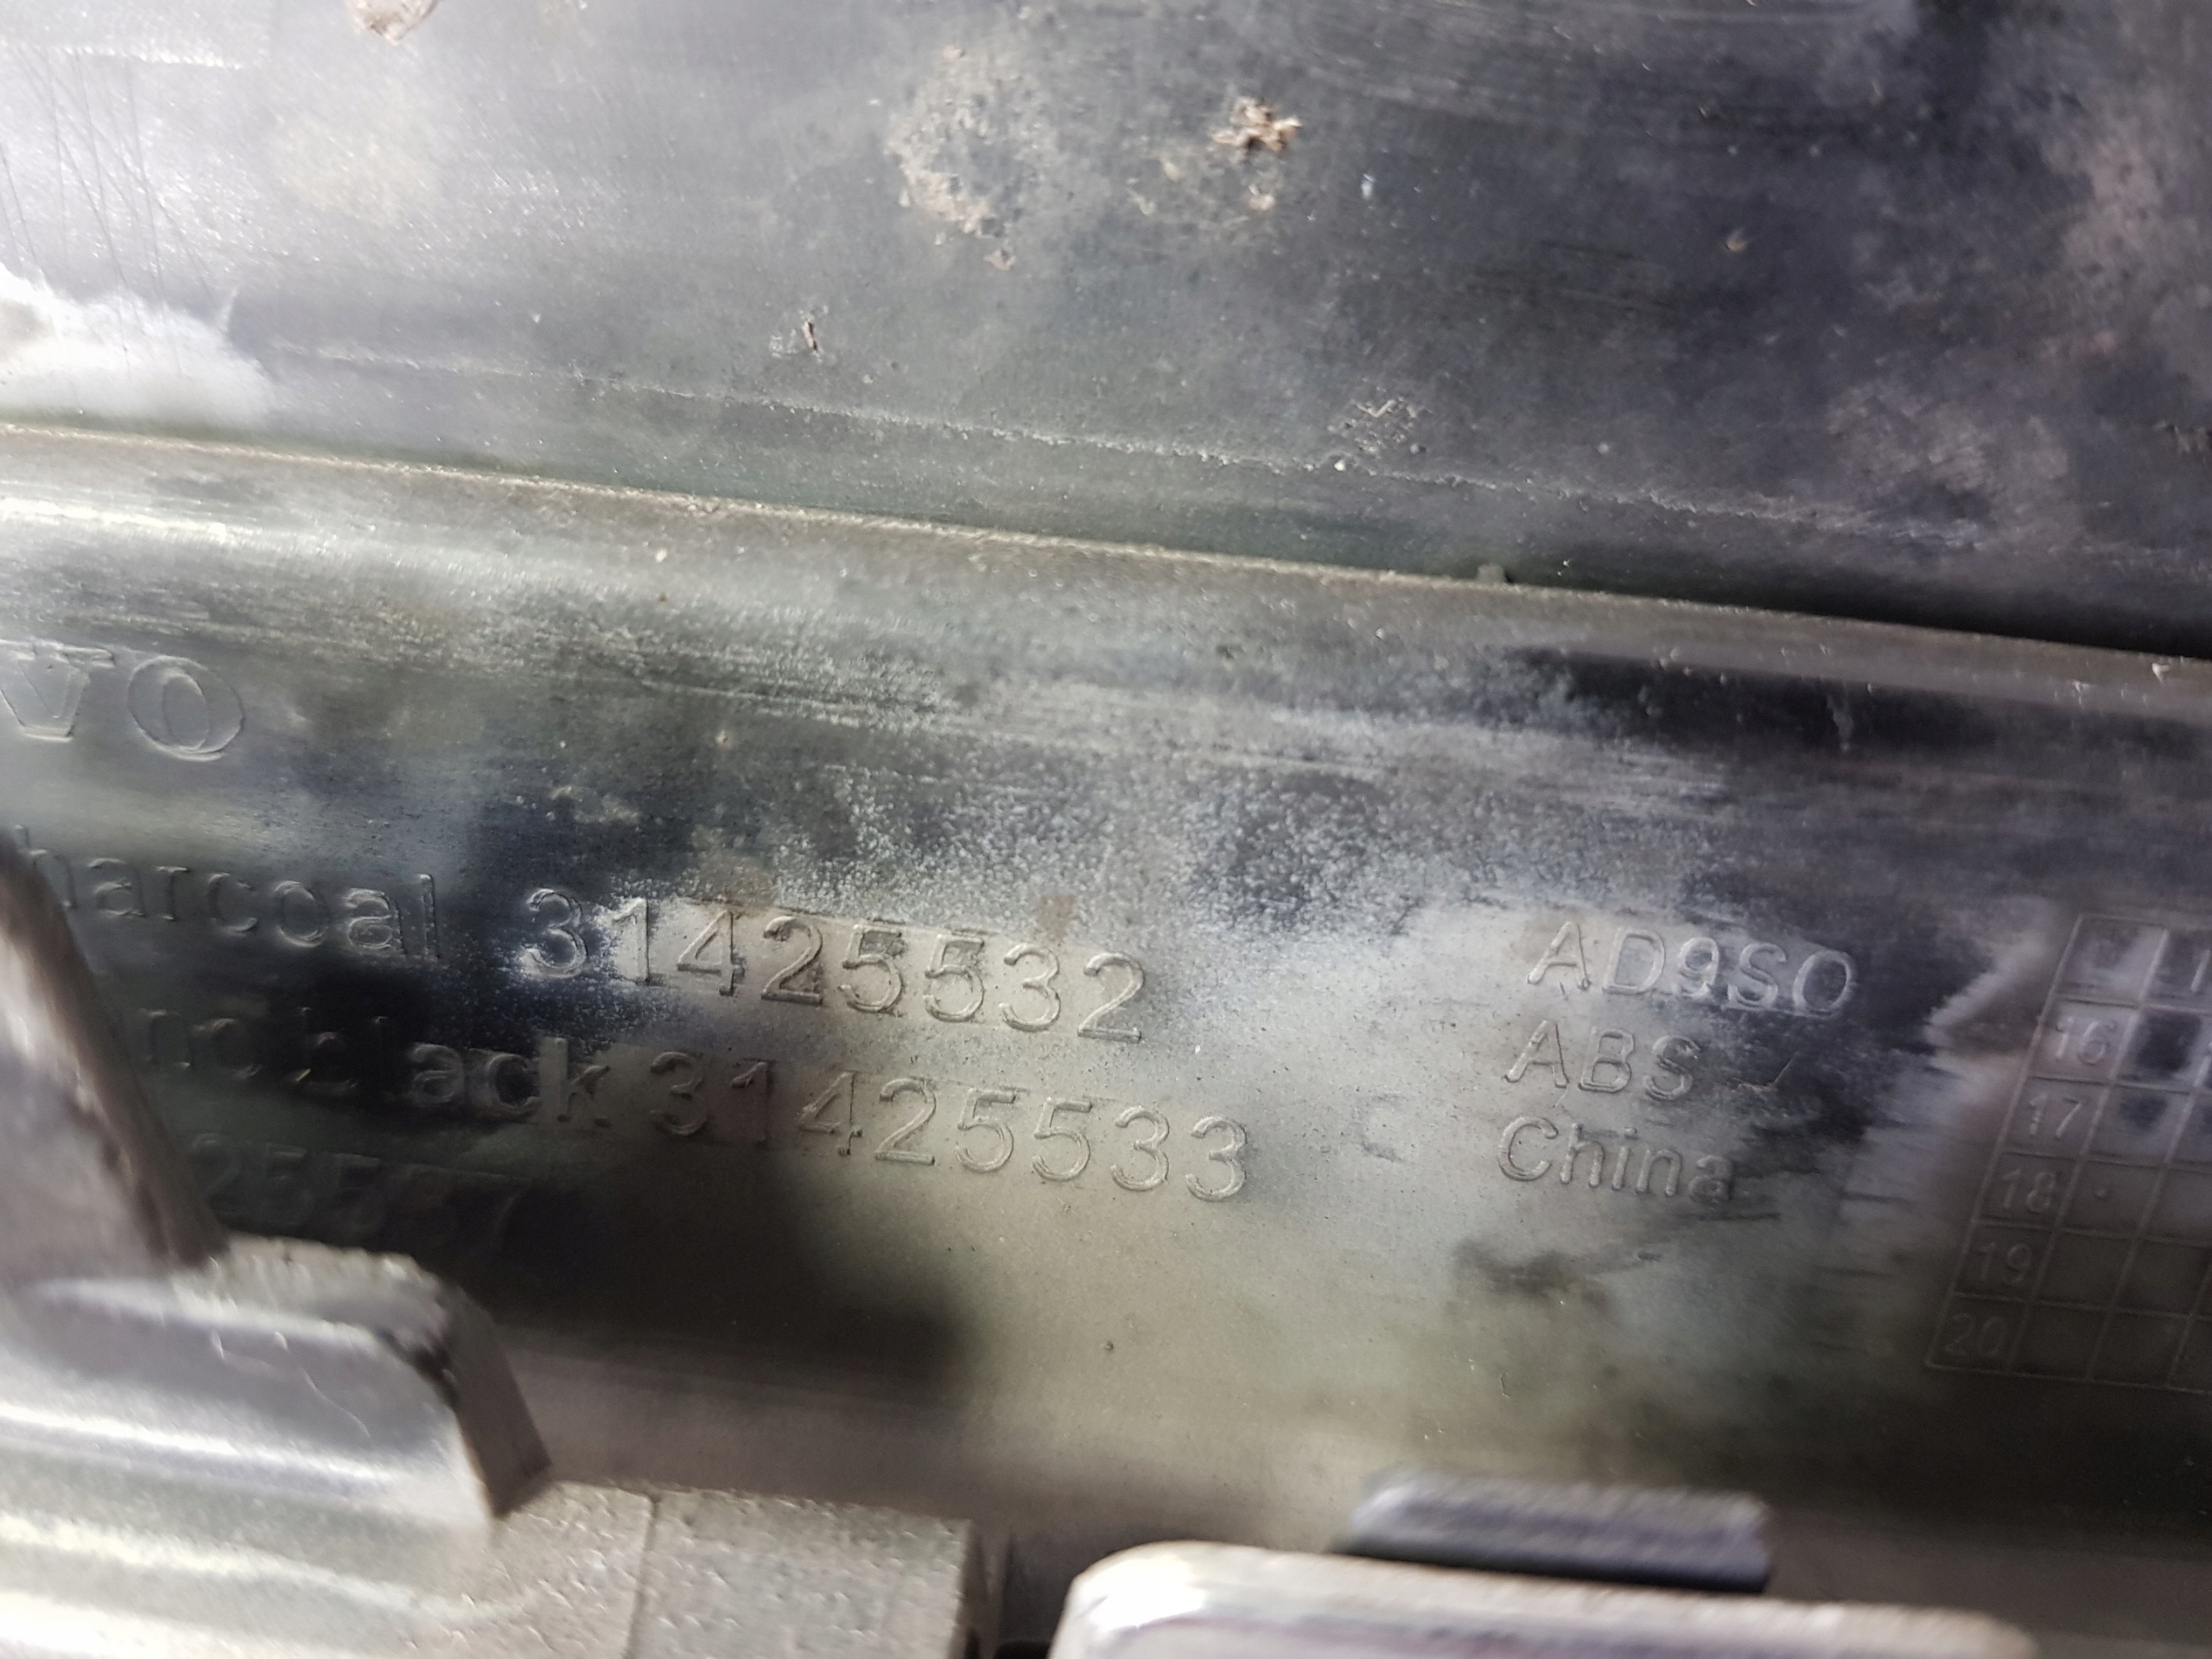 VO
harcoal 31425532
black 31425533
AD9SO
ABS
China
16
17
18
19
20